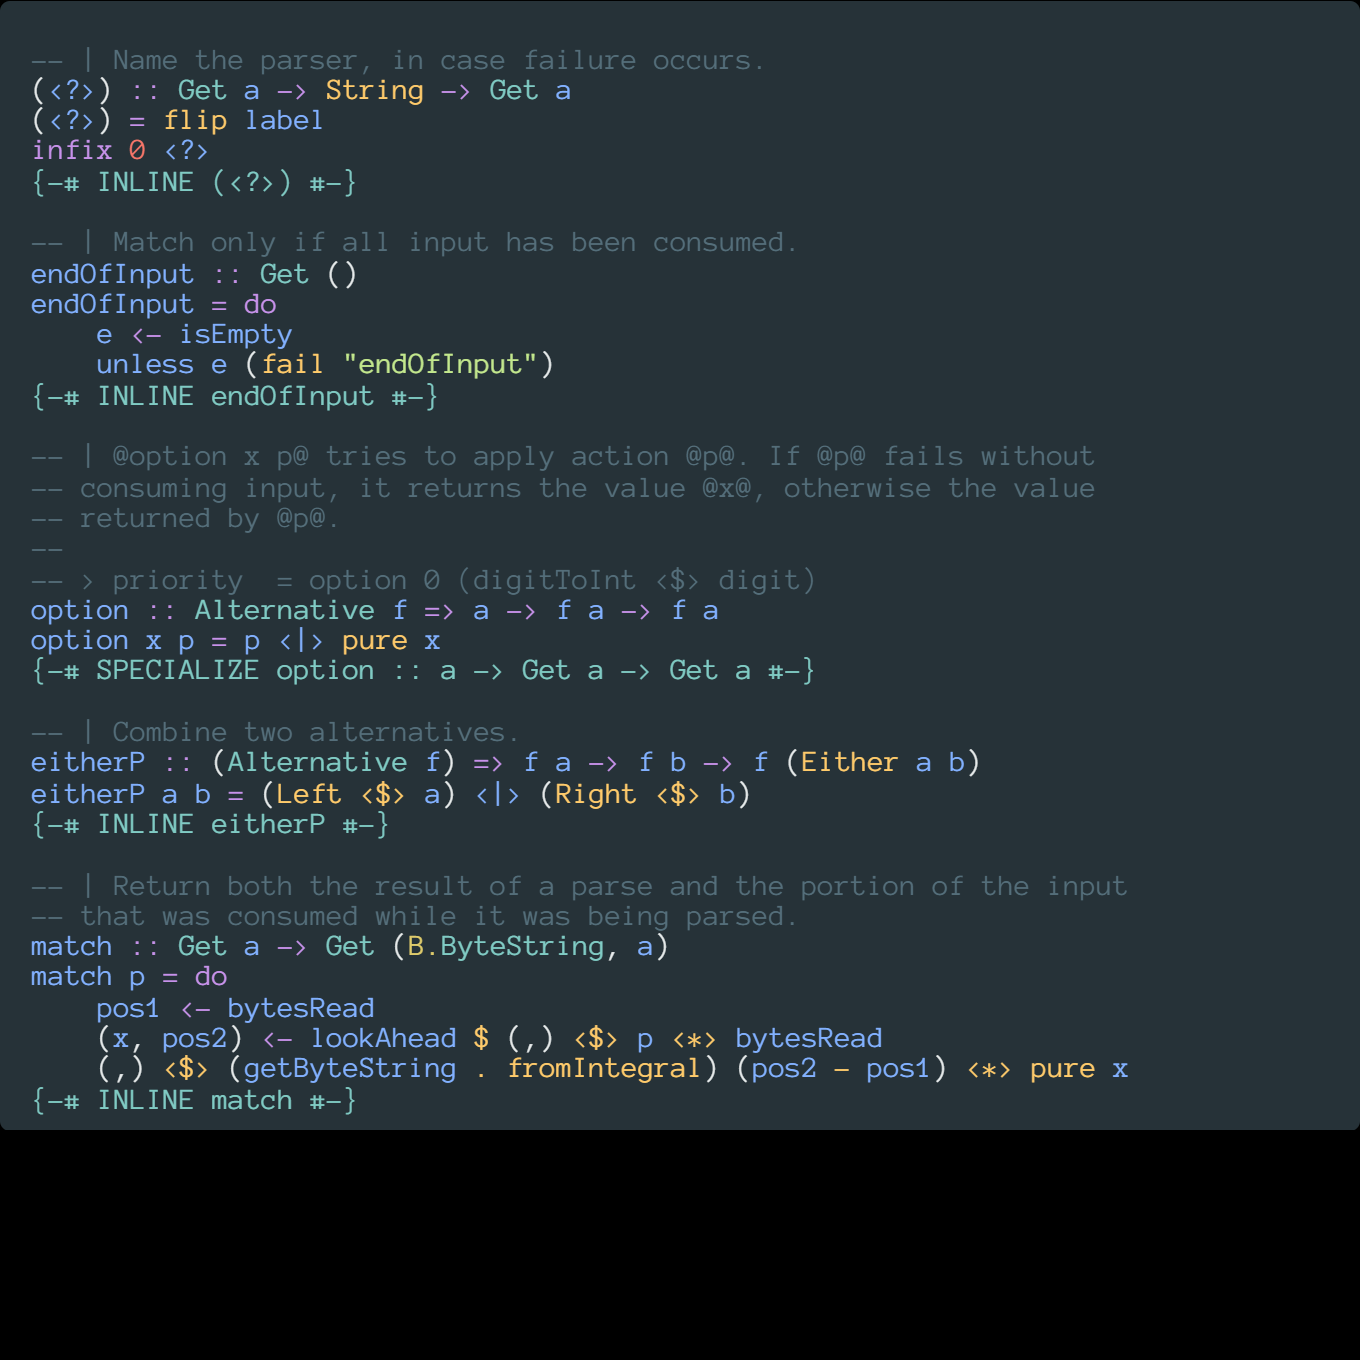 -- | Name the parser, in case failure occurs.
(<?>) :: Get a -> String -> Get a
(<?>) = flip label
infix 0 <?>
{-# INLINE (<?>) #-}

-- | Match only if all input has been consumed.
endOfInput :: Get ()
endOfInput = do
    e <- isEmpty
    unless e (fail "endOfInput")
{-# INLINE endOfInput #-}

-- | @option x p@ tries to apply action @p@. If @p@ fails without
-- consuming input, it returns the value @x@, otherwise the value
-- returned by @p@.
--
-- > priority  = option 0 (digitToInt <$> digit)
option :: Alternative f => a -> f a -> f a
option x p = p <|> pure x
{-# SPECIALIZE option :: a -> Get a -> Get a #-}

-- | Combine two alternatives.
eitherP :: (Alternative f) => f a -> f b -> f (Either a b)
eitherP a b = (Left <$> a) <|> (Right <$> b)
{-# INLINE eitherP #-}

-- | Return both the result of a parse and the portion of the input
-- that was consumed while it was being parsed.
match :: Get a -> Get (B.ByteString, a)
match p = do
    pos1 <- bytesRead
    (x, pos2) <- lookAhead $ (,) <$> p <*> bytesRead
    (,) <$> (getByteString . fromIntegral) (pos2 - pos1) <*> pure x
{-# INLINE match #-}